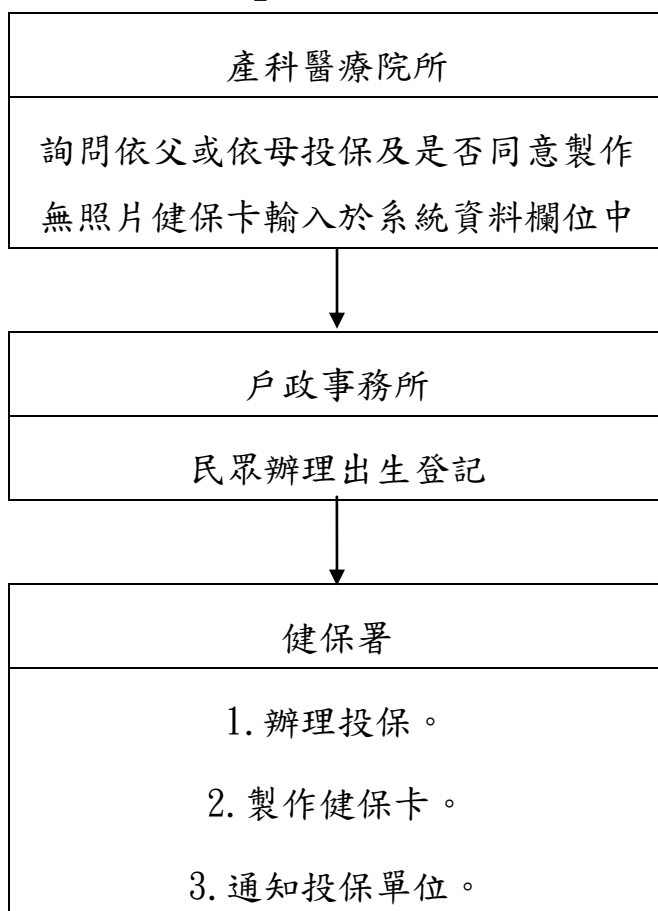 產科醫療院所
詢問依父或依母投保及是否同意製作
無照片健保卡輸入於系統資料欄位中
戶政事務所
民眾辦理出生登記
健保署
1.辦理投保。
2.製作健保卡。
3.通知投保單位。